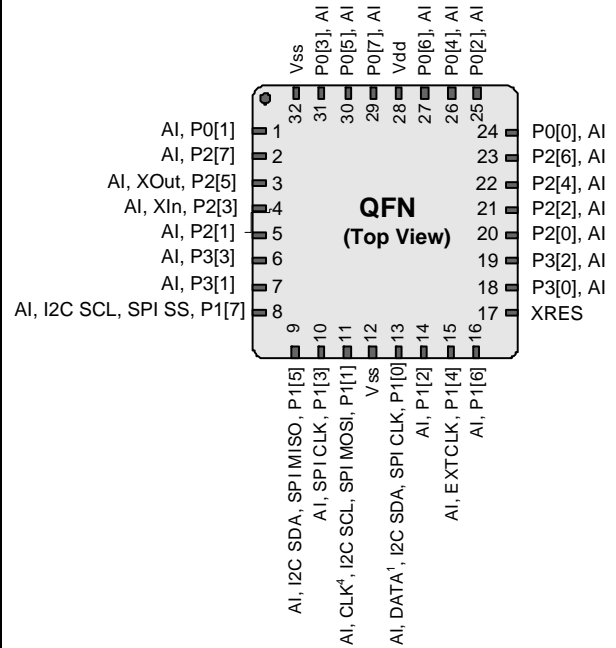 Vss
P0[3], AI
P0[5], AI
P0[7], AI
Vdd
P0[6], AI
P0[4], AI
P0[2], AI
32
31
30
29
28
27
26
25
AI, P0[1]
1
AI, P2[7]
2
AI, XOut, P2[5]
3
AI, XIn, P2[3]
4
AI, P2[1]
5
AI, P3[3]
6
AI, P3[1]
7
AI, I2C SCL, SPI SS, P1[7]
8
QFN
(Top View)
24
P0[0], AI
23
P2[6], AI
22
P2[4], AI
21
P2[2], AI
20
P2[0], AI
19
P3[2], AI
18
P3[0], AI
17
XRES
9
10
11
12
13
14
15
16
AI, I2C SDA, SPI MISO, P1[5]
AI, SPI CLK, P1[3]
AI, CLK⁴, I2C SCL, SPI MOSI, P1[1]
Vss
AI, DATA¹, I2C SDA, SPI CLK, P1[0]
AI, P1[2]
AI, EXTCLK, P1[4]
AI, P1[6]